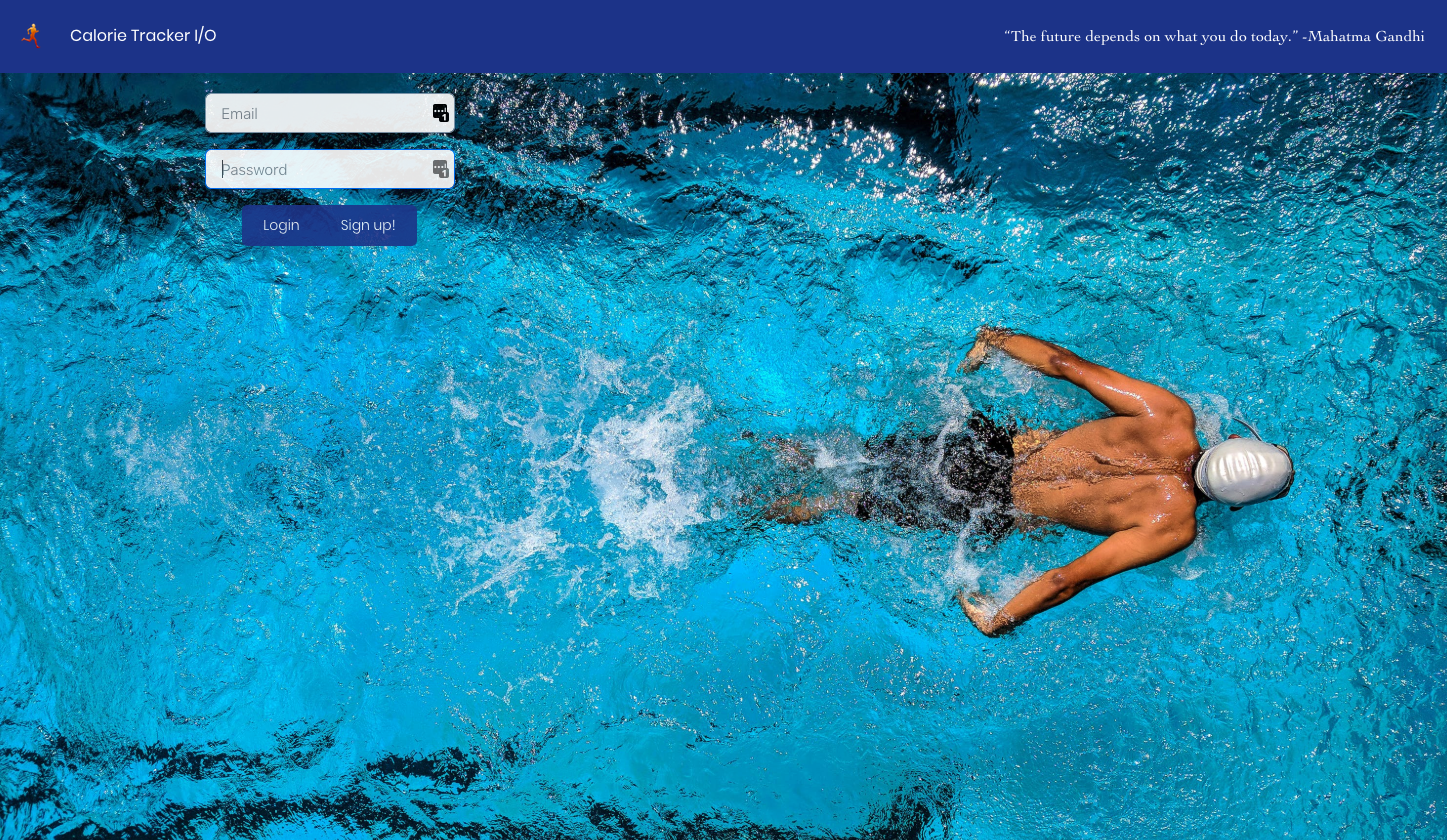 Calorie Tracker I/O
“The future depends on what you do today.” -Mahatma Gandhi
Email
Password
Login
Sign up!